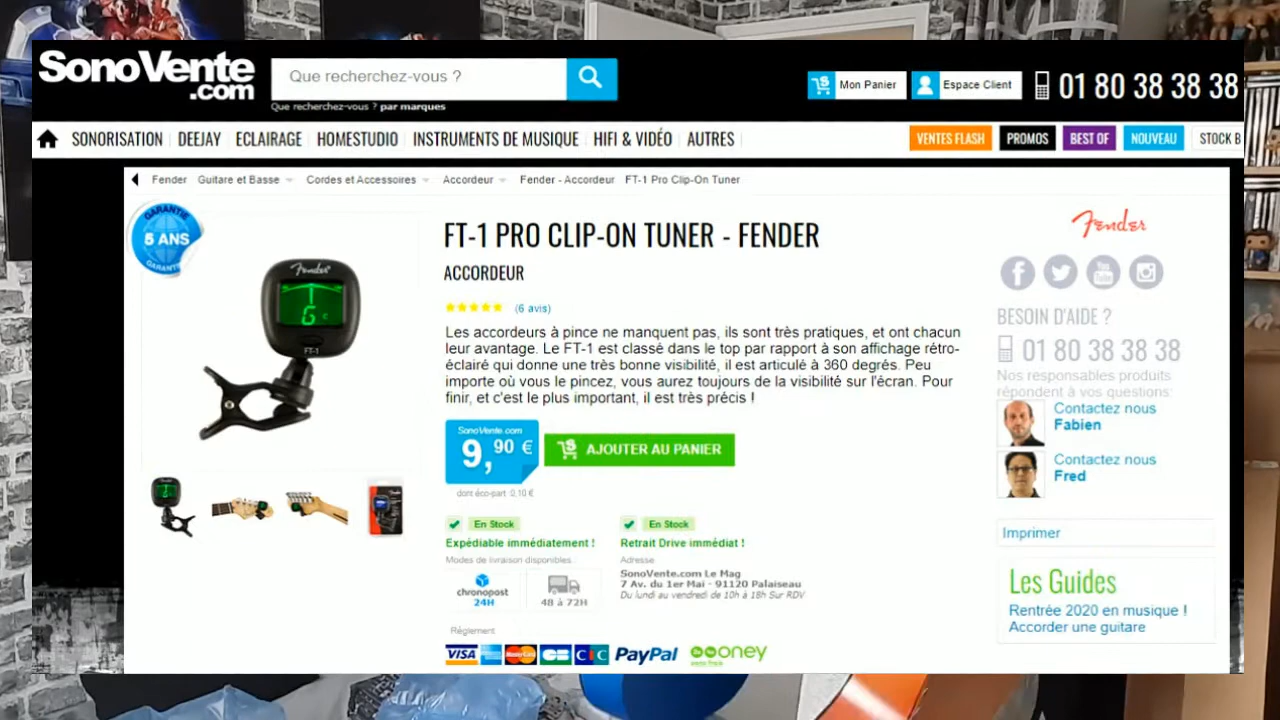 SonoVente
.com
Que recherchez-vous ?
Que recherchez-vous ? par marques
Mon Panier
Espace Client
01 80 38 38 38
SONORISATION
DEEJAY
ECLAIRAGE
HOMESTUDIO
INSTRUMENTS DE MUSIQUE
HIFI & VIDÉO
AUTRES
VENTES FLASH
PROMOS
BEST OF
NOUVEAU
STOCK B
Fender
Guitare et Basse
Cordes et Accessoires
Accordeur
Fender - Accordeur
FT-1 Pro Clip-On Tuner
GARANTIE
5 ANS
GARANTIE
Fender
G
C
FT-1
FT-1 PRO CLIP-ON TUNER - FENDER
ACCORDEUR
(6 avis)
Les accordeurs à pince ne manquent pas, ils sont très pratiques, et ont chacun
leur avantage. Le FT-1 est classé dans le top par rapport à son affichage rétro-
éclairé qui donne une très bonne visibilité, il est articulé à 360 degrés. Peu
importe où vous le pincez, vous aurez toujours de la visibilité sur l'écran. Pour
finir, et c'est le plus important, il est très précis !
SonoVente.com
9,90 €
AJOUTER AU PANIER
dont éco-part :0,10 €
En Stock
Expédiable immédiatement !
Modes de livraison disponibles :
chronopost
24H
48 à 72H
En Stock
Retrait Drive immédiat !
Adresse
SonoVente.com Le Mag
7 Av. du 1er Mai - 91120 Palaiseau
Du lundi au vendredi de 10h à 18h Sur RDV
Règlement
VISA
MasterCard
CB
CIC
PayPal
oney
sans frais
Fender
You
Tube
BESOIN D'AIDE ?
01 80 38 38 38
Nos responsables produits
répondent à vos questions:
Contactez nous
Fabien
Contactez nous
Fred
Imprimer
Les Guides
Rentrée 2020 en musique !
Accorder une guitare